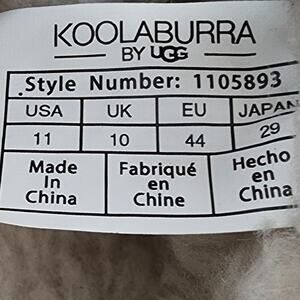 KOOLABURRA
BY UGG
.Style Number: 1105893
USA UK EU JAPAN
11 10 44 29
Made In China
Fabriqué en Chine
Hecho en